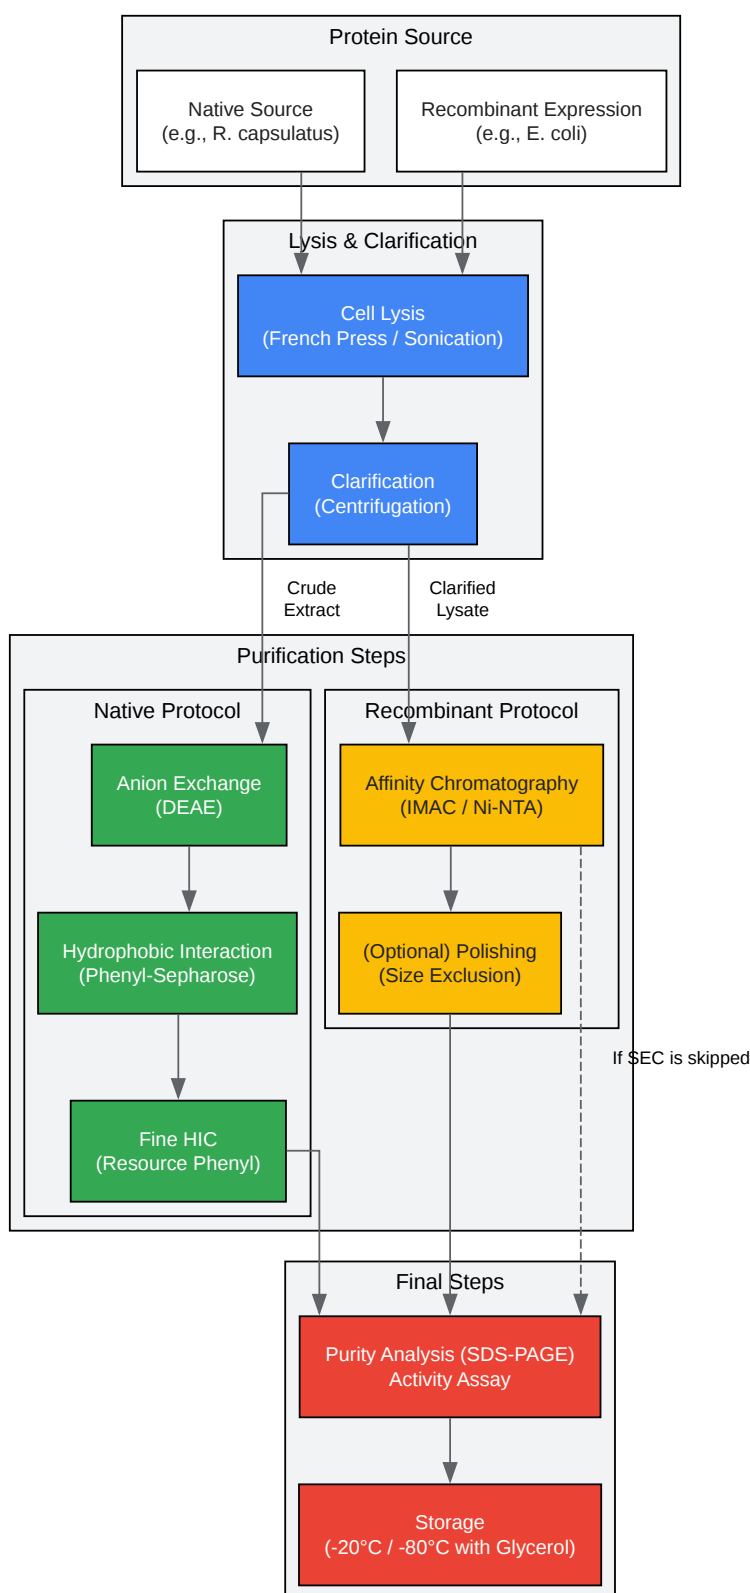 Protein Source
Native Source
(e.g., R. capsulatus)
Recombinant Expression
(e.g., E. coli)
Lysis & Clarification
Cell Lysis
(French Press / Sonication)
Clarification
(Centrifugation)
Crude
Extract
Clarified
Lysate
Purification Steps
Native Protocol
Recombinant Protocol
Anion Exchange
(DEAE)
Affinity Chromatography
(IMAC / Ni-NTA)
Hydrophobic Interaction
(Phenyl-Sepharose)
(Optional) Polishing
(Size Exclusion)
If SEC is skipped
Fine HIC
(Resource Phenyl)
Final Steps
Purity Analysis (SDS-PAGE)
Activity Assay
Storage
(-20°C / -80°C with Glycerol)